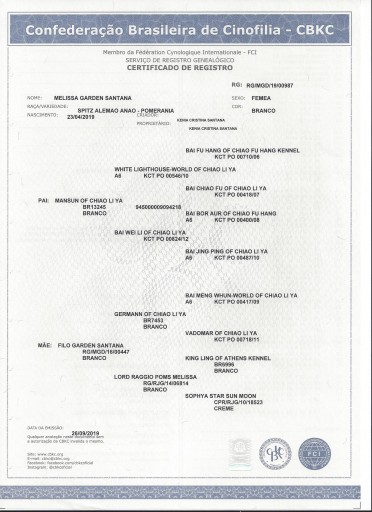 Confederação Brasileira de Cinofilia - CBKC
Membro da Fédération Cynologique Internationale - FCI
SERVIÇO DE REGISTRO GENEALÓGICO
CERTIFICADO DE REGISTRO
RG: RG/MGD/19/00987
NOME: MELISSA GARDEN SANTANA SEXO: FEMEA
RAÇA/VARIEDADE: SPITZ ALEMAO ANAO - POMERANIA COR: BRANCO
NASCIMENTO: 23/04/2019 CRIADOR: KENIA CRISTINA SANTANA
PROPRIETÁRIO: KENIA CRISTINA SANTANA
BAI FU HANG OF CHIAO FU HANG KENNEL
KCT PO 00710/06
WHITE LIGHTHOUSE-WORLD OF CHIAO LI YA
A6 KCT PO 00546/10
BAI CHIAO FU OF CHIAO LI YA
A6 KCT PO 00418/07
PAI: MANSUN OF CHIAO LI YA
BR13245 945000009094218
BRANCO
BAI BOR AUR OF CHIAO FU HANG
A6 KCT PO 00400/08
BAI WEI LI OF CHIAO LI YA
KCT PO 00624/12
BAI JING PING OF CHIAO LI YA
A6 KCT PO 00487/10
BAI MENG WHUN-WORLD OF CHIAO LI YA
A6 KCT PO 00417/09
GERMANN OF CHIAO LI YA
BR7453
BRANCO
VADOMAR OF CHIAO LI YA
KCT PO 00718/11
MÃE: FILO GARDEN SANTANA
RG/MGD/16/00447
BRANCO
KING LING OF ATHENS KENNEL
BR6896
BRANCO
LORD RAGGIO POMS MELISSA
RG/RJG/14/06814
BRANCO
SOPHYA STAR SUN MOON
CPR/RJG/10/18523
CREME
DATA DA EMISSÃO: 26/09/2019
Qualquer emenda neste documento sem
a autorização da CBKC invalida o mesmo.
Site: www.cbkc.org
E-mail: cbkc@cbkc.org
Facebook: facebook.com/cbkcoficial
Instagram: @cbkcoficial
CBKC
FCI